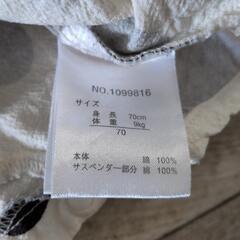 NO.1099816
サイズ
身 長 70cm
体 重 9kg
70
本体 綿 100%
サスペンダー部分 綿 100%